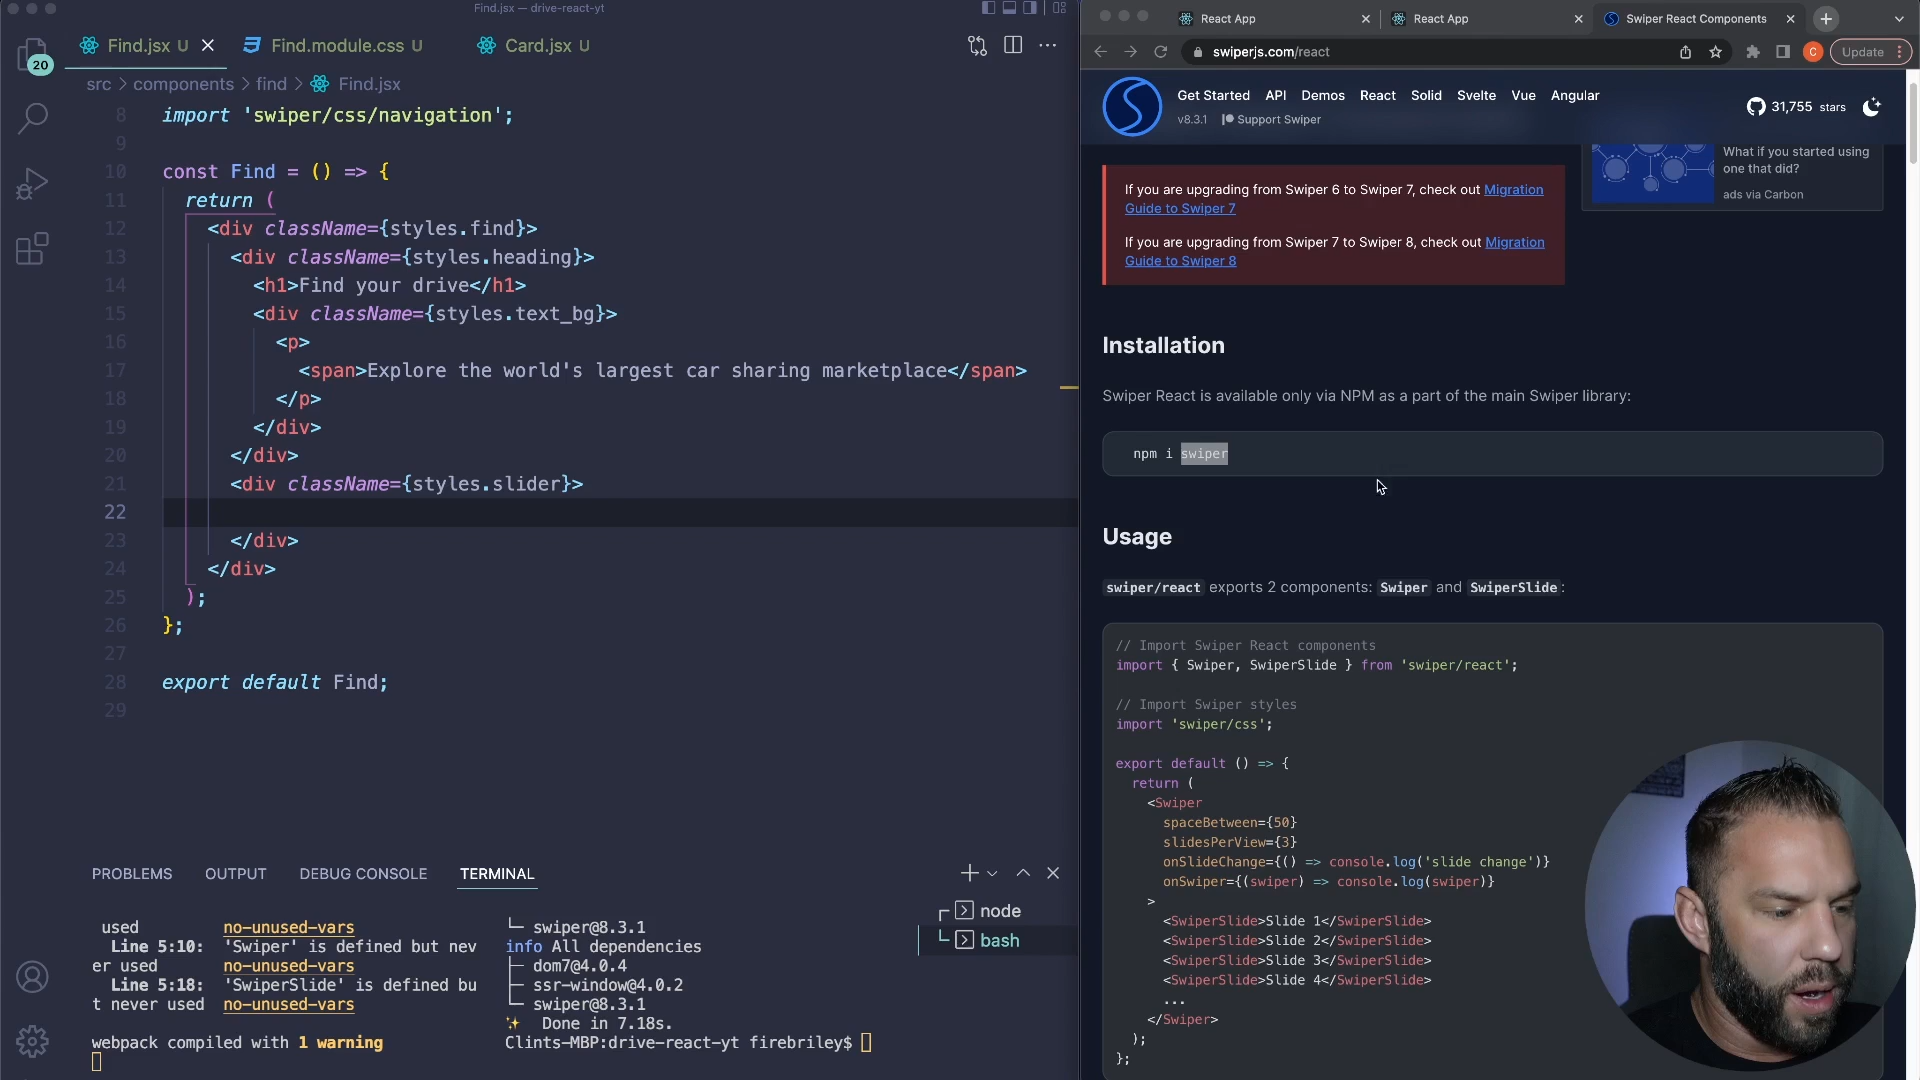 Find.jsx — drive-react-yt
Find.jsx U
Find.module.css U
Card.jsx U
20
src > components > find > Find.jsx
8 import 'swiper/css/navigation';
9
10 const Find = () => {
11 return (
12 <div className={styles.find}>
13 <div className={styles.heading}>
14 <h1>Find your drive</h1>
15 <div className={styles.text_bg}>
16 <p>
17 <span>Explore the world's largest car sharing marketplace</span>
18 </p>
19 </div>
20 </div>
21 <div className={styles.slider}>
22
23 </div>
24 </div>
25 );
26 };
27
28 export default Find;
29
PROBLEMS OUTPUT DEBUG CONSOLE TERMINAL
used no-unused-vars
Line 5:10: 'Swiper' is defined but nev
er used no-unused-vars
Line 5:18: 'SwiperSlide' is defined bu
t never used no-unused-vars
webpack compiled with 1 warning
└─ swiper@8.3.1
info All dependencies
├─ dom7@4.0.4
├─ ssr-window@4.0.2
└─ swiper@8.3.1
✨ Done in 7.18s.
Clints-MBP:drive-react-yt firebriley$
node
bash
React App
React App
Swiper React Components
swiperjs.com/react
C
Update
Get Started API Demos React Solid Svelte Vue Angular
v8.3.1 Support Swiper
31,755 stars
What if you started using
one that did?
ads via Carbon
If you are upgrading from Swiper 6 to Swiper 7, check out Migration
Guide to Swiper 7
If you are upgrading from Swiper 7 to Swiper 8, check out Migration
Guide to Swiper 8
Installation
Swiper React is available only via NPM as a part of the main Swiper library:
npm i swiper
Usage
swiper/react exports 2 components: Swiper and SwiperSlide:
// Import Swiper React components
import { Swiper, SwiperSlide } from 'swiper/react';
// Import Swiper styles
import 'swiper/css';
export default () => {
return (
<Swiper
spaceBetween={50}
slidesPerView={3}
onSlideChange={() => console.log('slide change')}
onSwiper={(swiper) => console.log(swiper)}
>
<SwiperSlide>Slide 1</SwiperSlide>
<SwiperSlide>Slide 2</SwiperSlide>
<SwiperSlide>Slide 3</SwiperSlide>
<SwiperSlide>Slide 4</SwiperSlide>
...
</Swiper>
);
};